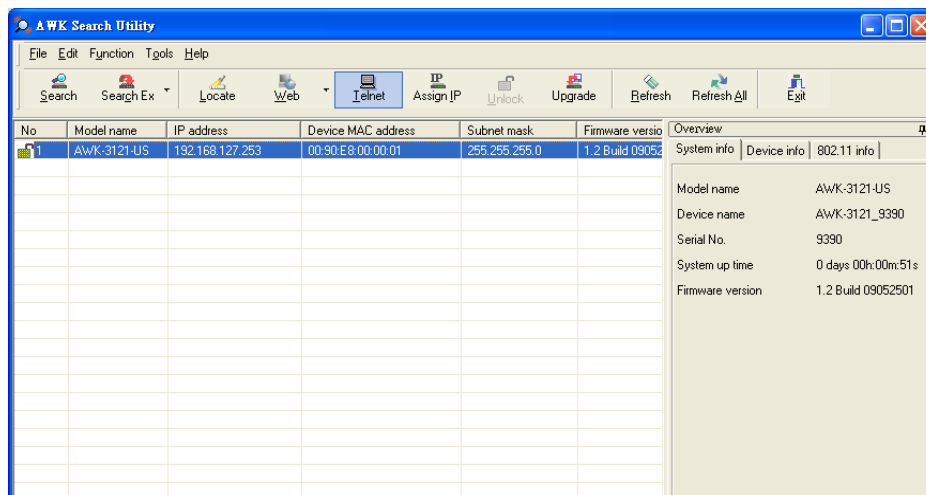 AWK Search Utility
File Edit Function Tools Help
Search Search Ex Locate Web Telnet Assign IP Unlock Upgrade Refresh Refresh All Exit
No Model name IP address Device MAC address Subnet mask Firmware versio
1 AWK-3121-US 192.168.127.253 00:90:E8:00:00:01 255.255.255.0 1.2 Build 09052
Overview
System info Device info 802.11 info
Model name AWK-3121-US
Device name AWK-3121_9390
Serial No. 9390
System up time 0 days 00h:00m:51s
Firmware version 1.2 Build 09052501